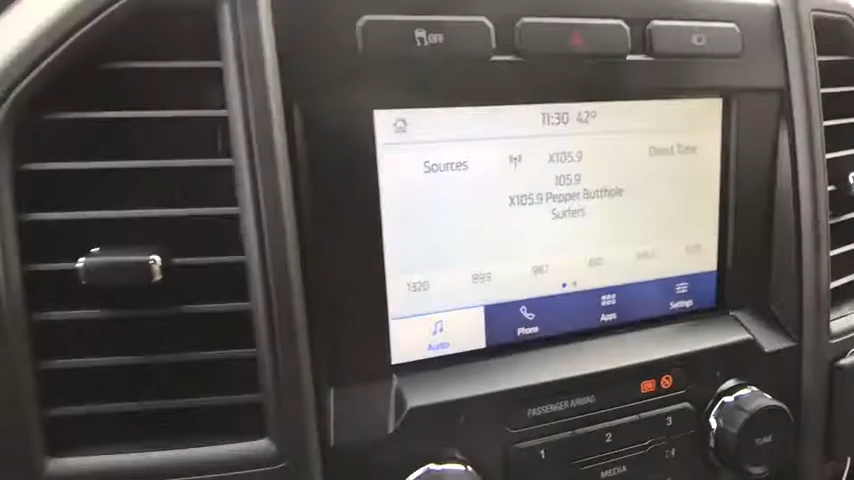 OFF
11:30 42°
Sources
X105.9
Direct Tune
105.9
X105.9 Pepper Butthole
Surfers
1320
899
Audio
Phone
Apps
Settings
PASSENGER AIRBAG
ON
1
2
3
MEDIA
TUNE